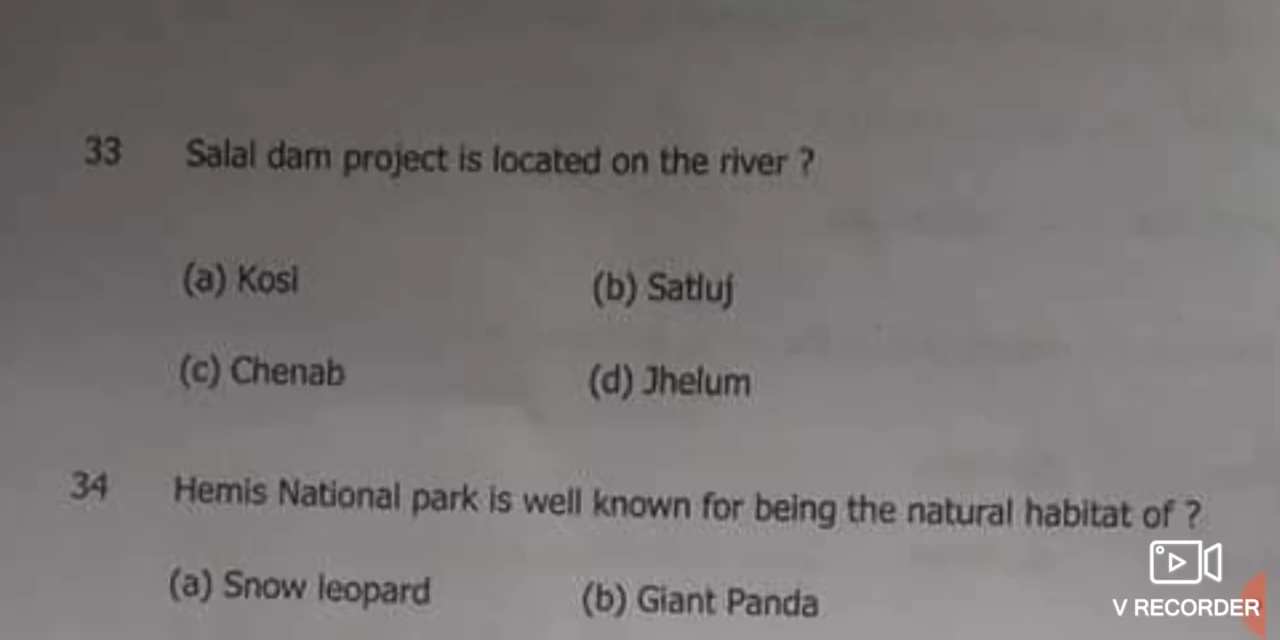 33 Salal dam project is located on the river ?
(a) Kosi (b) Satluj
(c) Chenab (d) Jhelum
34 Hemis National park is well known for being the natural habitat of ?
(a) Snow leopard (b) Giant Panda
V RECORDER